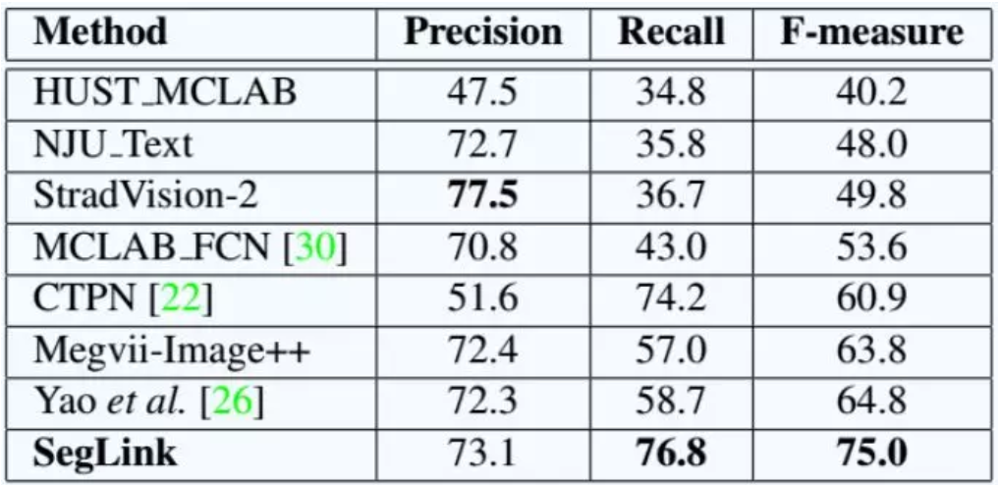 Method Precision Recall F-measure
HUST_MCLAB 47.5 34.8 40.2
NJU_Text 72.7 35.8 48.0
StradVision-2 77.5 36.7 49.8
MCLAB_FCN [30] 70.8 43.0 53.6
CTPN [22] 51.6 74.2 60.9
Megvii-Image++ 72.4 57.0 63.8
Yao et al. [26] 72.3 58.7 64.8
SegLink 73.1 76.8 75.0